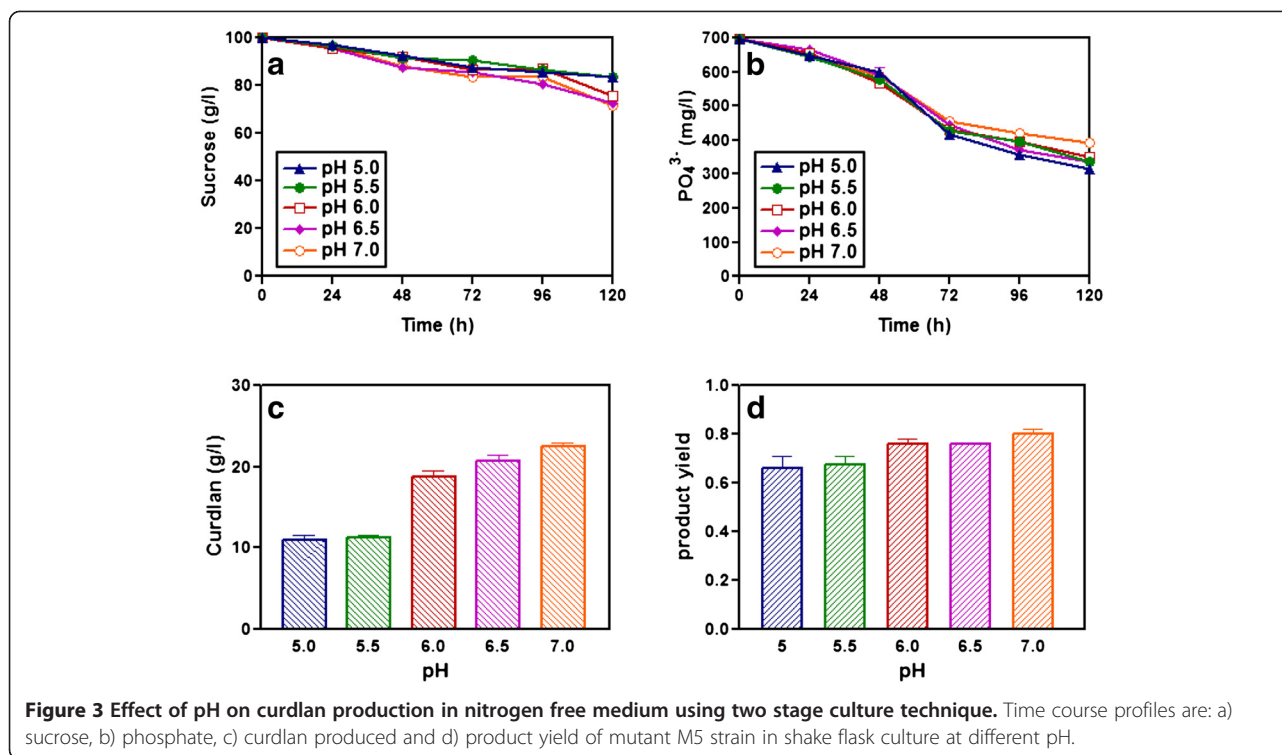 100
80
60
40
20
0
Sucrose (g/l)
a
pH 5.0
pH 5.5
pH 6.0
pH 6.5
pH 7.0
0 24 48 72 96 120
Time (h)
700
600
500
400
300
200
100
0
PO₄³⁻ (mg/l)
b
pH 5.0
pH 5.5
pH 6.0
pH 6.5
pH 7.0
0 24 48 72 96 120
Time (h)
30
20
10
0
Curdlan (g/l)
c
5.0 5.5 6.0 6.5 7.0
pH
1.0
0.8
0.6
0.4
0.2
0.0
product yield
d
5 5.5 6.0 6.5 7.0
pH
Figure 3 Effect of pH on curdlan production in nitrogen free medium using two stage culture technique. Time course profiles are: a)
sucrose, b) phosphate, c) curdlan produced and d) product yield of mutant M5 strain in shake flask culture at different pH.